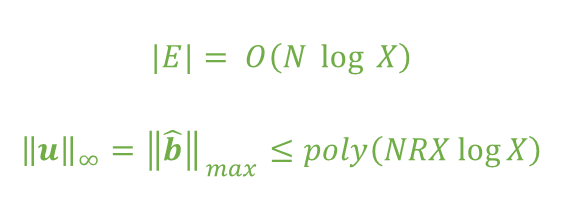 |E| = O(N log X)
‖u‖∞ = ‖b̂‖max ≤ poly(NRX log X)